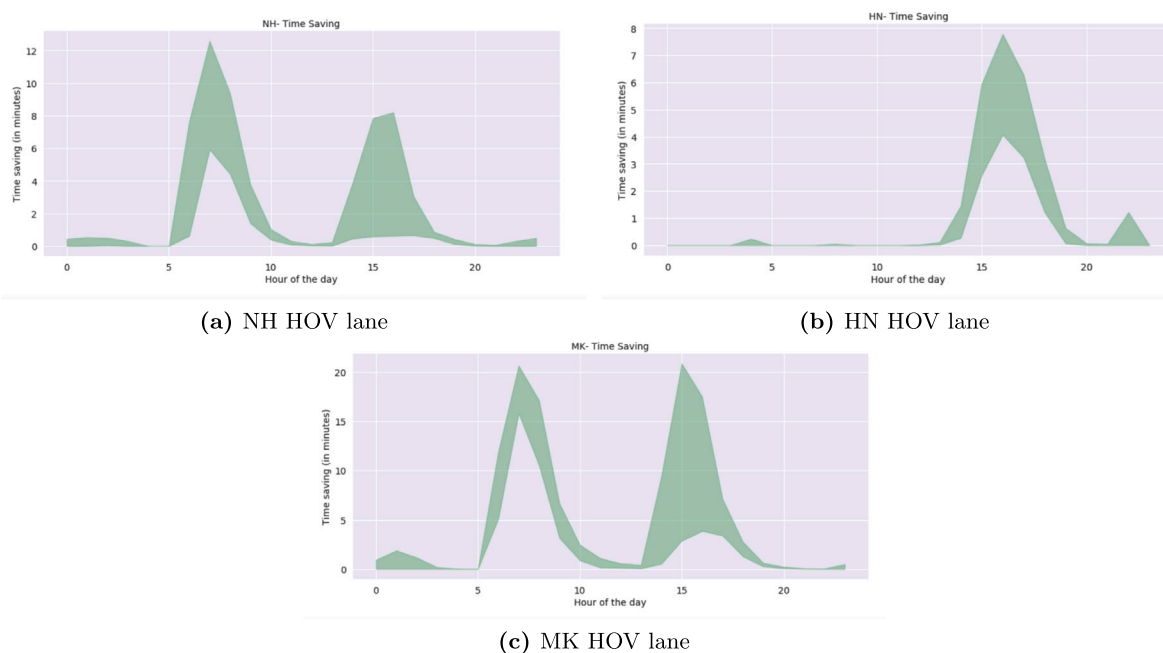 NH- Time Saving
Time saving (in minutes)
12
10
8
6
4
2
0
0 5 10 15 20
Hour of the day
(a) NH HOV lane
HN- Time Saving
Time saving (in minutes)
8
7
6
5
4
3
2
1
0
0 5 10 15 20
Hour of the day
(b) HN HOV lane
MK- Time Saving
Time saving (in minutes)
20
15
10
5
0
0 5 10 15 20
Hour of the day
(c) MK HOV lane